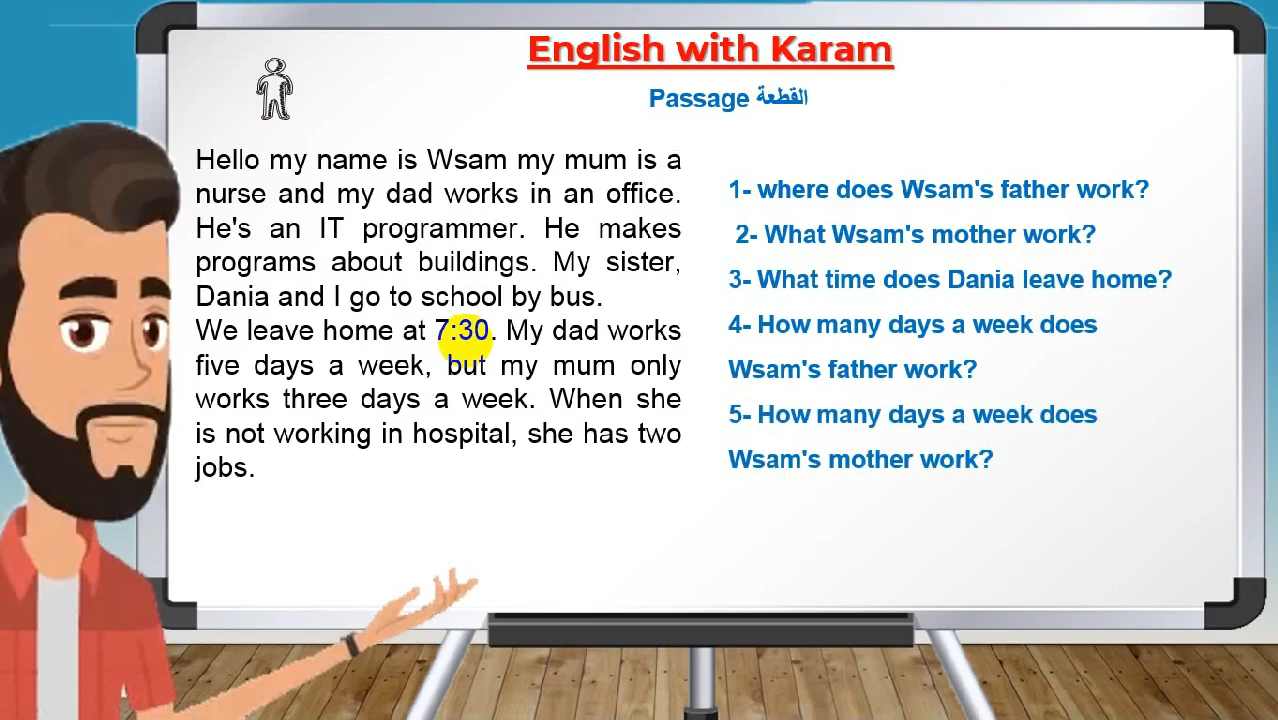 English with Karam
Passage القطعة
Hello my name is Wsam my mum is a
nurse and my dad works in an office.
He's an IT programmer. He makes
programs about buildings. My sister,
Dania and I go to school by bus.
We leave home at 7:30. My dad works
five days a week, but my mum only
works three days a week. When she
is not working in hospital, she has two
jobs.
1- where does Wsam's father work?
2- What Wsam's mother work?
3- What time does Dania leave home?
4- How many days a week does
Wsam's father work?
5- How many days a week does
Wsam's mother work?